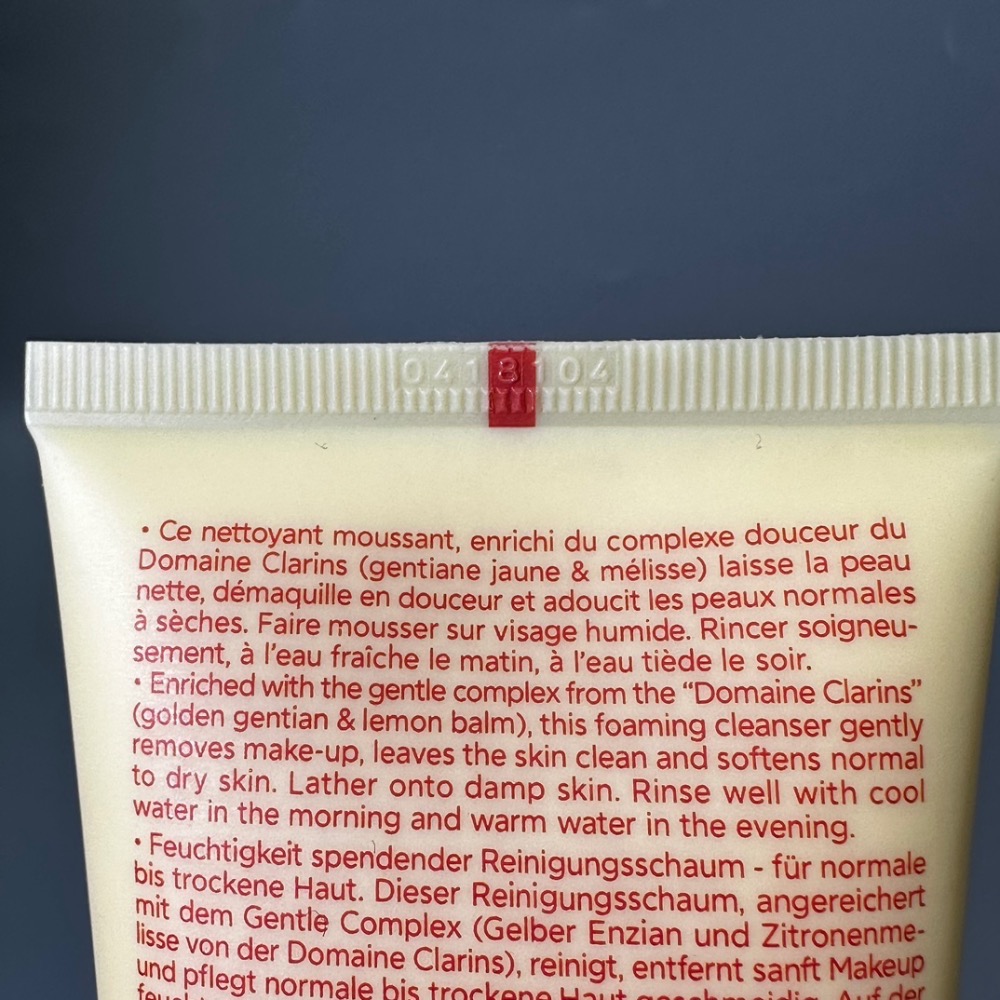 0418104
• Ce nettoyant moussant, enrichi du complexe douceur du
Domaine Clarins (gentiane jaune & mélisse) laisse la peau
nette, démaquille en douceur et adoucit les peaux normales
à sèches. Faire mousser sur visage humide. Rincer soigneu-
sement, à l'eau fraîche le matin, à l'eau tiède le soir.
• Enriched with the gentle complex from the “Domaine Clarins”
(golden gentian & lemon balm), this foaming cleanser gently
removes make-up, leaves the skin clean and softens normal
to dry skin. Lather onto damp skin. Rinse well with cool
water in the morning and warm water in the evening.
• Feuchtigkeit spendender Reinigungsschaum - für normale
bis trockene Haut. Dieser Reinigungsschaum, angereichert
mit dem Gentle Complex (Gelber Enzian und Zitronenme-
lisse von der Domaine Clarins), reinigt, entfernt sanft Makeup
und pflegt normale bis trockene Haut geschmeidig. Auf der